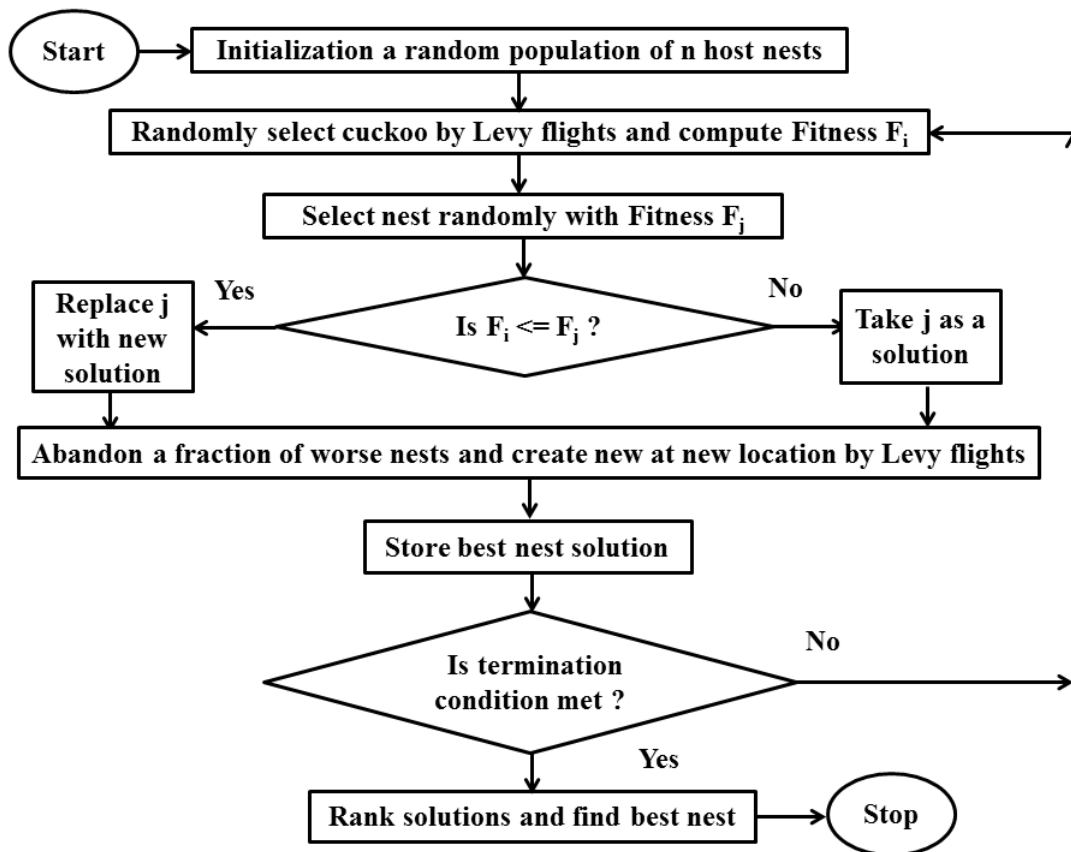 Start
Initialization a random population of n host nests
Randomly select cuckoo by Levy flights and compute Fitness Fi
Select nest randomly with Fitness Fj
Yes
No
Replace j
with new
solution
Is Fi <= Fj ?
Take j as a
solution
Abandon a fraction of worse nests and create new at new location by Levy flights
Store best nest solution
No
Is termination
condition met ?
Yes
Rank solutions and find best nest
Stop